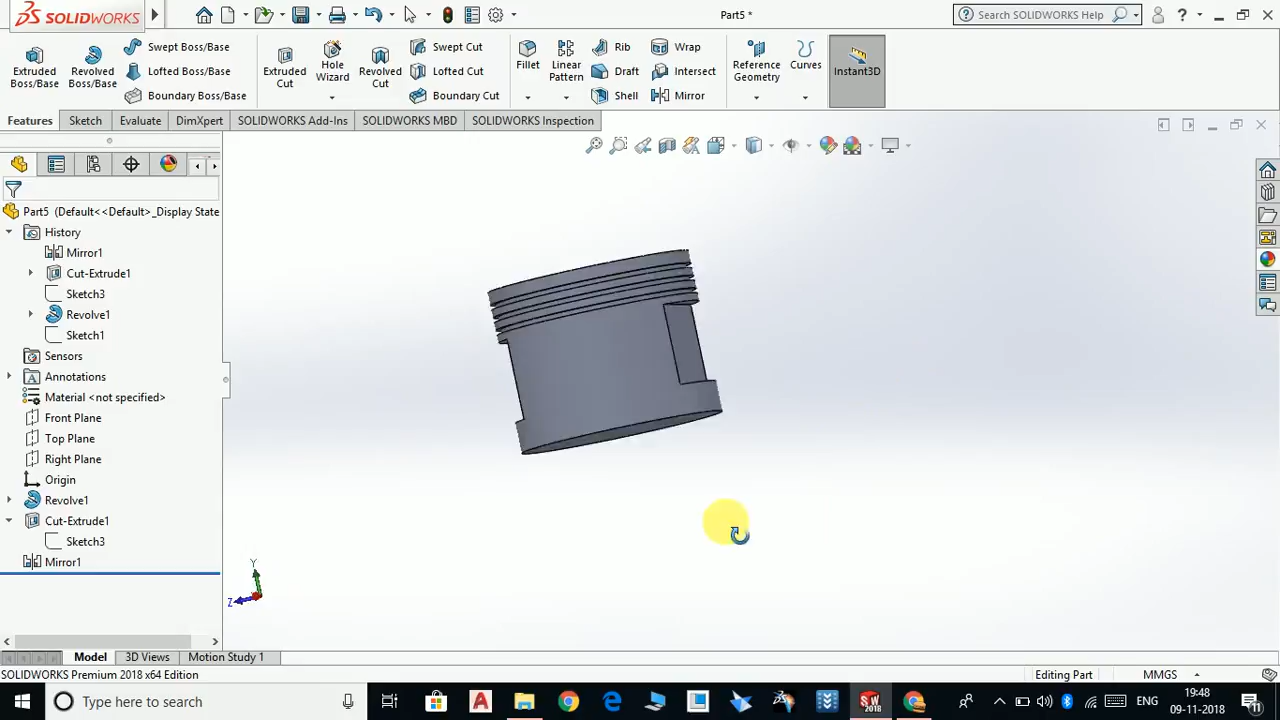 SOLIDWORKS
Part5 *
Search SOLIDWORKS Help
?
Extruded Boss/Base
Revolved Boss/Base
Swept Boss/Base
Lofted Boss/Base
Boundary Boss/Base
Extruded Cut
Hole Wizard
Revolved Cut
Swept Cut
Lofted Cut
Boundary Cut
Fillet
Linear Pattern
Rib
Draft
Shell
Wrap
Intersect
Mirror
Reference Geometry
Curves
Instant3D
Features
Sketch
Evaluate
DimXpert
SOLIDWORKS Add-Ins
SOLIDWORKS MBD
SOLIDWORKS Inspection
Part5 (Default<<Default>_Display State
History
Mirror1
Cut-Extrude1
Sketch3
Revolve1
Sketch1
Sensors
Annotations
Material <not specified>
Front Plane
Top Plane
Right Plane
Origin
Revolve1
Cut-Extrude1
Sketch3
Mirror1
Y
Z
Model
3D Views
Motion Study 1
SOLIDWORKS Premium 2018 x64 Edition
Editing Part
MMGS
Type here to search
ENG
19:48
09-11-2018